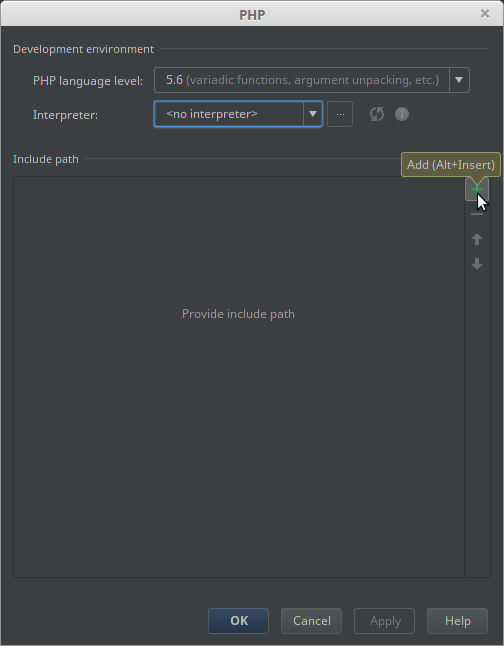 PHP
Development environment
PHP language level: 5.6 (variadic functions, argument unpacking, etc.)
Interpreter: <no interpreter> ...
Include path
Add (Alt+Insert)
Provide include path
OK Cancel Apply Help